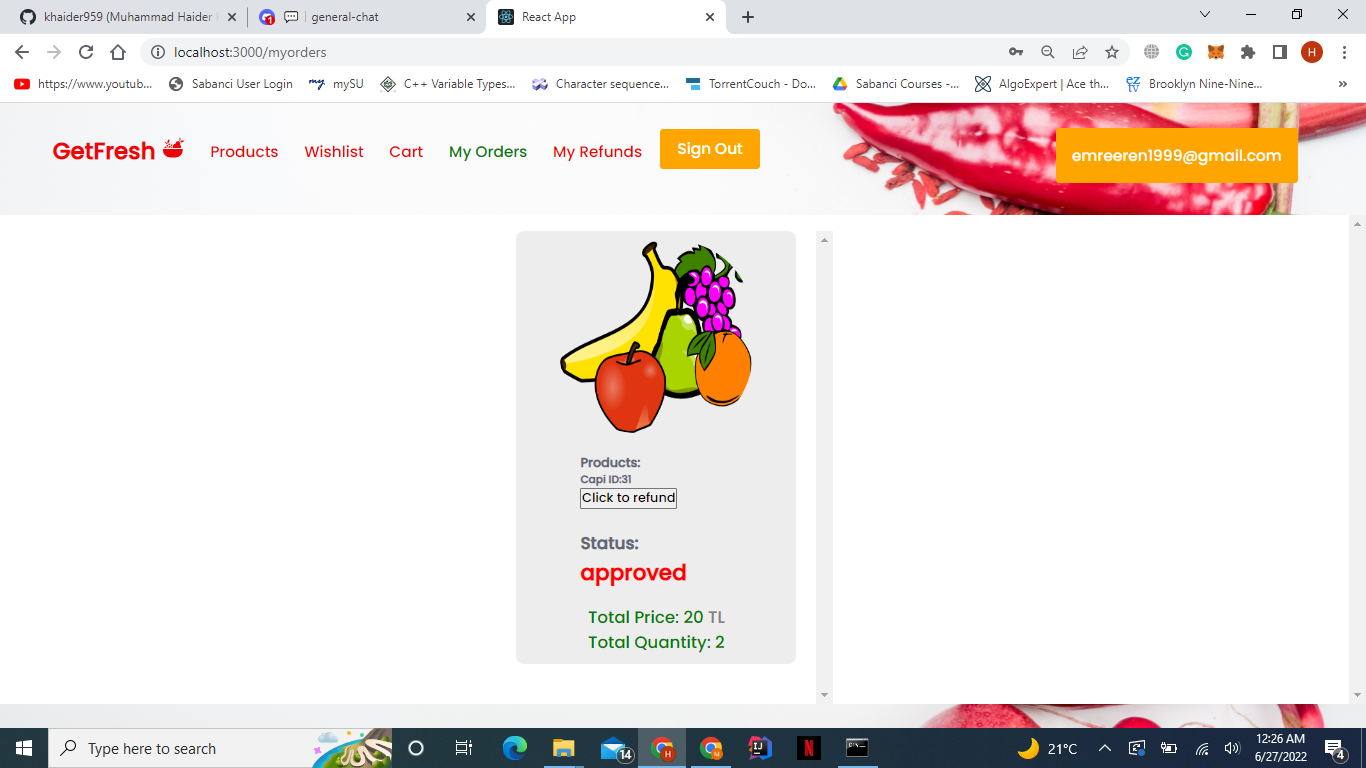 khaider959 (Muhammad Haider
general-chat
React App
localhost:3000/myorders
H
https://www.youtub...
Sabanci User Login
mySU
C++ Variable Types...
Character sequence...
TorrentCouch - Do...
Sabanci Courses -...
AlgoExpert | Ace th...
Brooklyn Nine-Nine...
»
GetFresh
Products
Wishlist
Cart
My Orders
My Refunds
Sign Out
emreeren1999@gmail.com
Products:
Capi ID:31
Click to refund
Status:
approved
Total Price: 20 TL
Total Quantity: 2
Type here to search
14
H
M
IJ
N
21°C
12:26 AM
6/27/2022
4